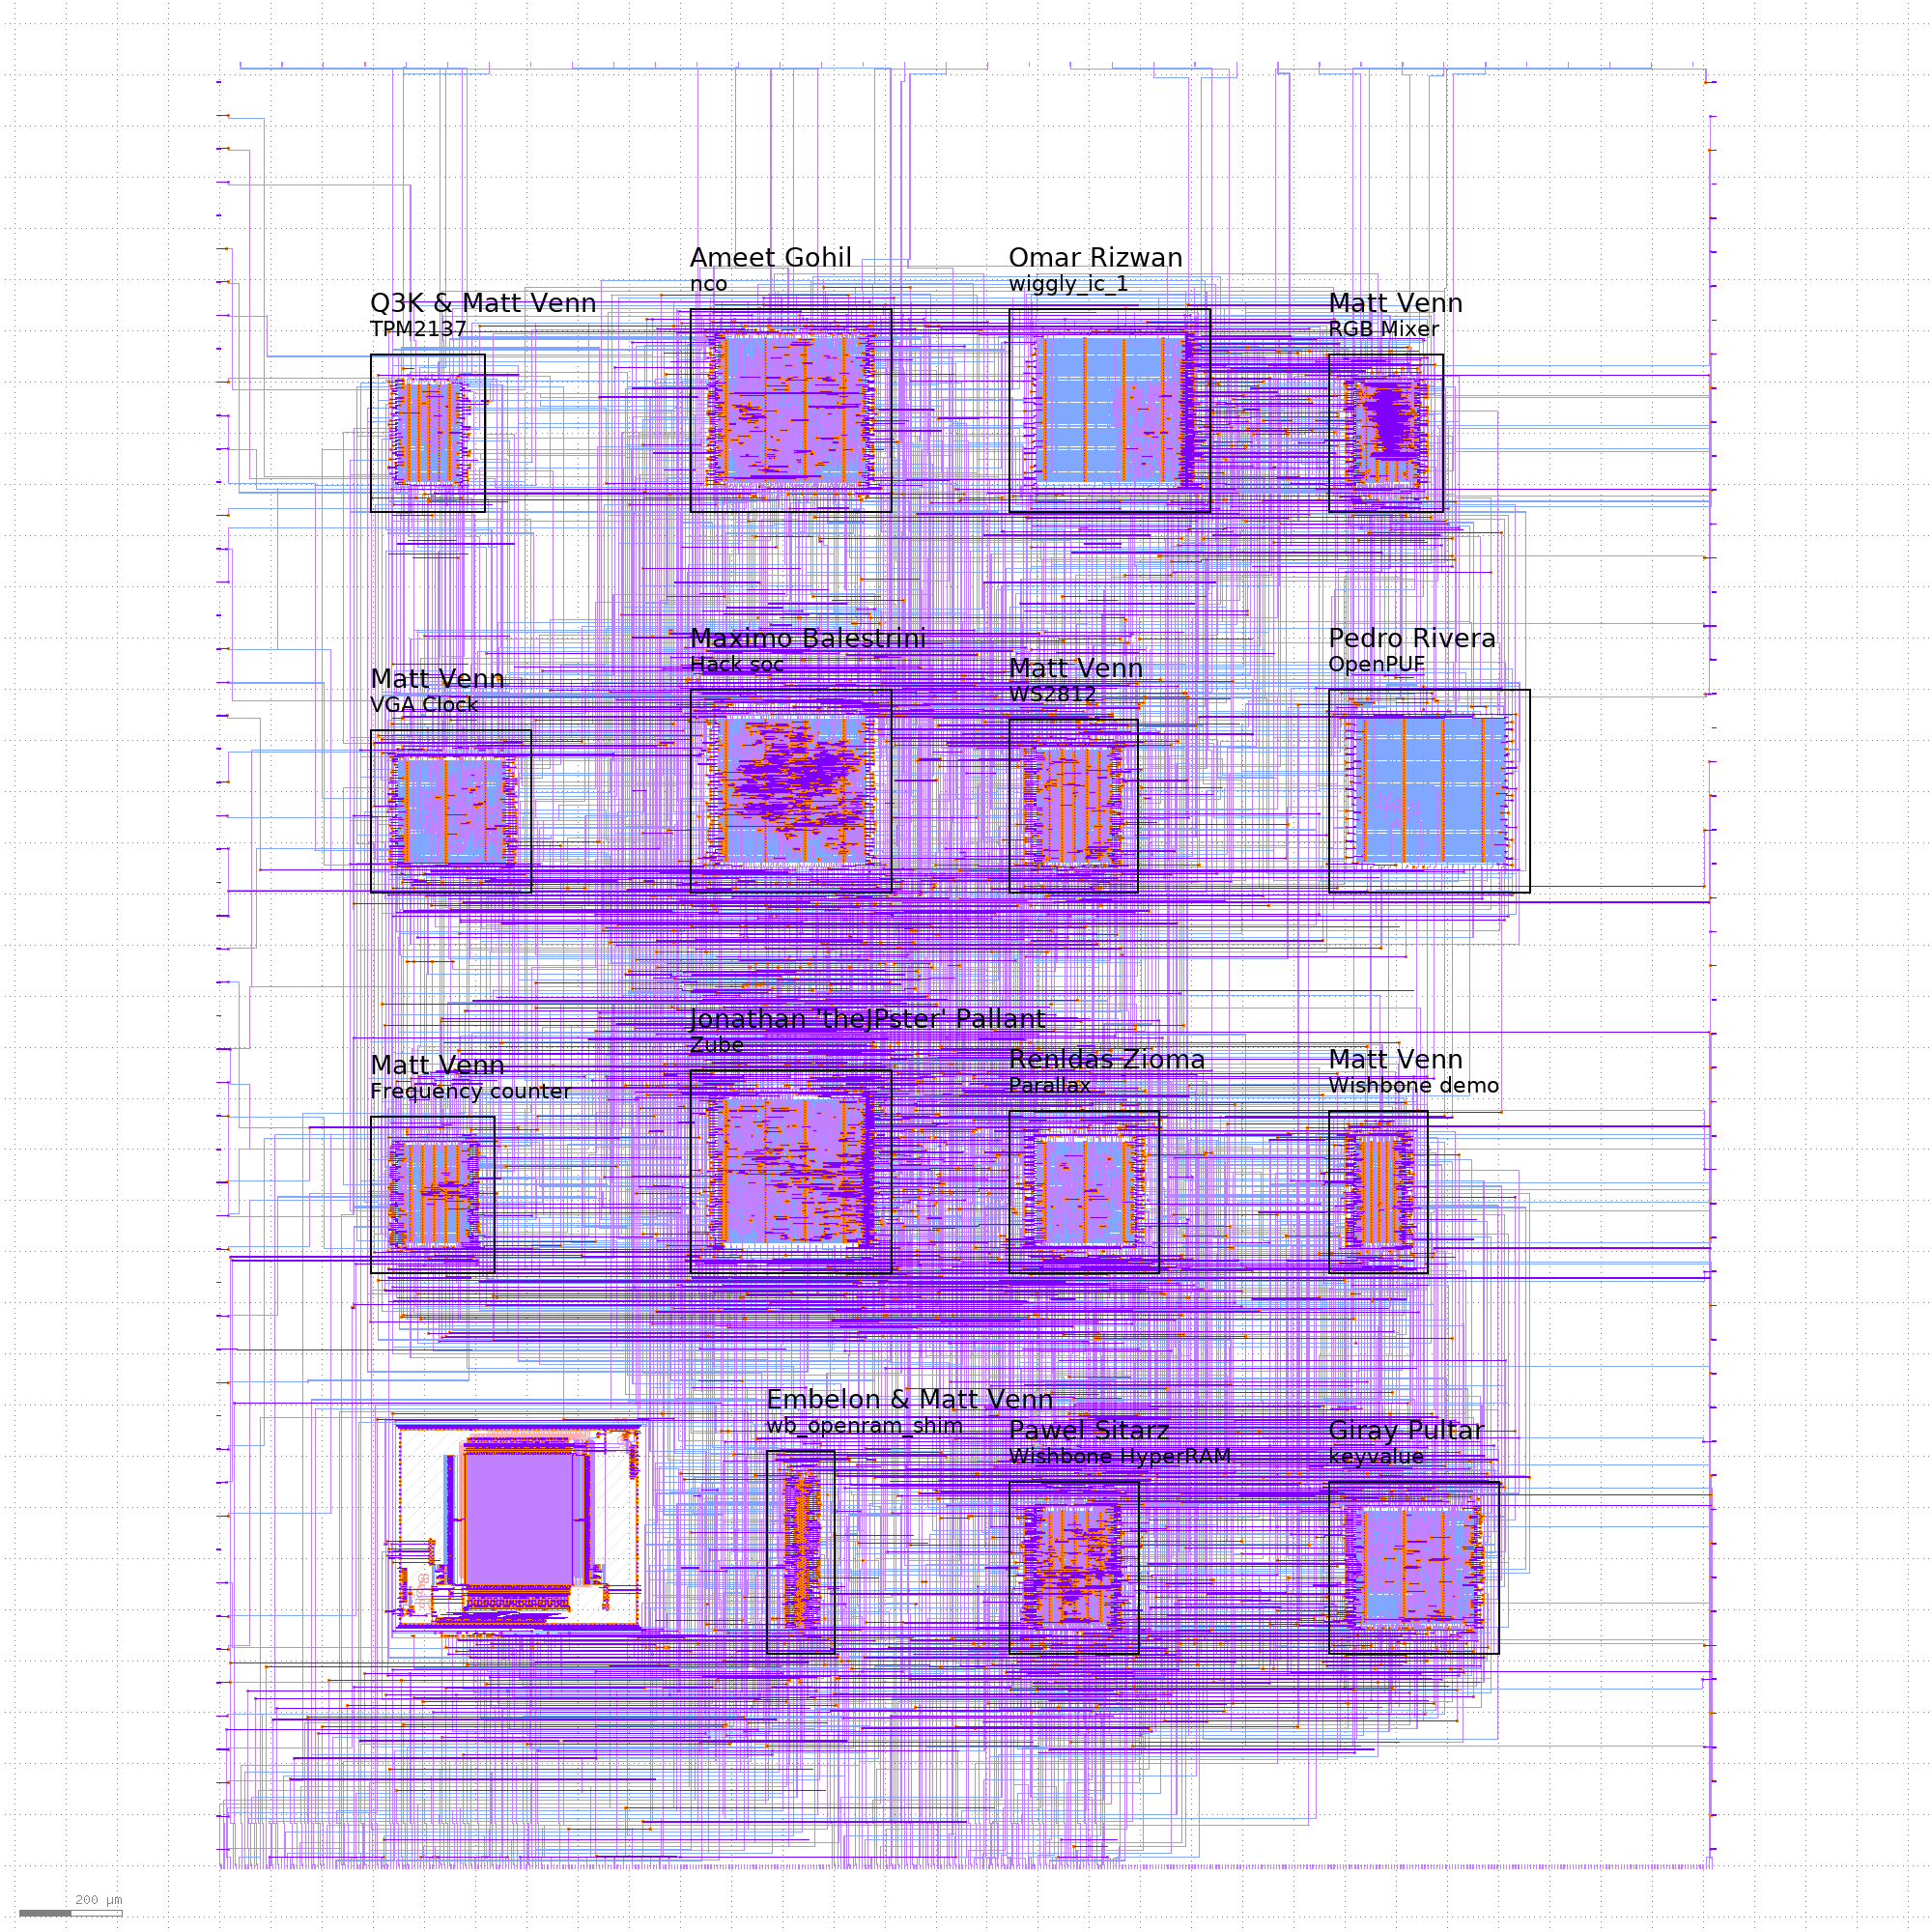 Ameet Gohil
nco
Omar Rizwan
wiggly_ic_1
Q3K & Matt Venn
TPM2137
Matt Venn
RGB Mixer
Maximo Balestrini
Hack soc
Pedro Rivera
OpenPUF
Matt Venn
WS2812
Matt Venn
VGA Clock
Jonathan 'theJPster' Pallant
Zube
Renldas Zioma
Parallax
Matt Venn
Wishbone demo
Matt Venn
Frequency counter
Embelon & Matt Venn
wb_openram_shim
Pawel Sitarz
Wishbone HyperRAM
Giray Pultar
keyvalue
200 µm